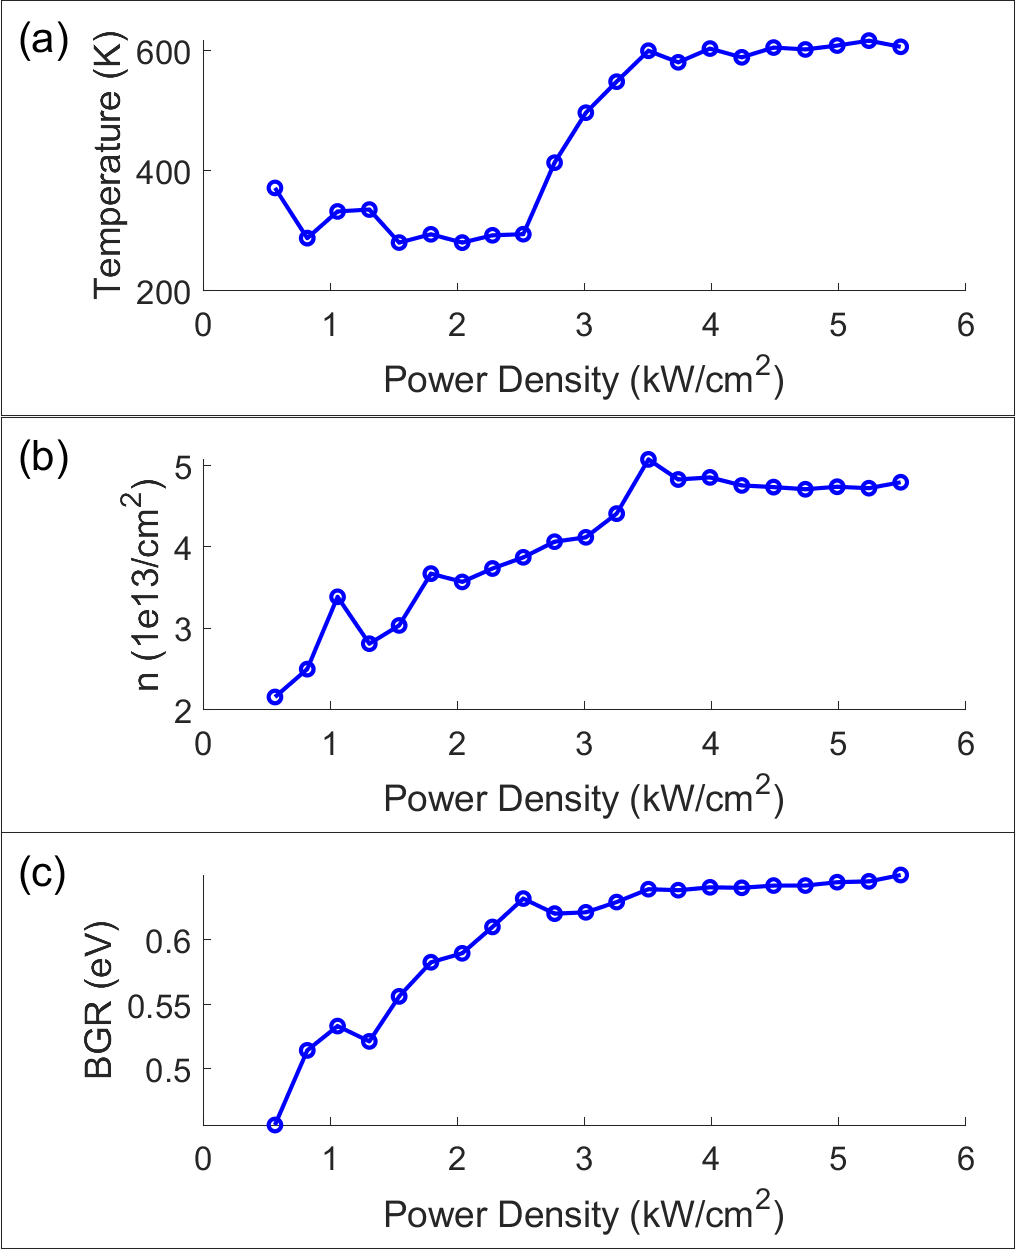 (a)
Temperature (K)
600
400
200
0 1 2 3 4 5 6
Power Density (kW/cm²)
(b)
n (1e13/cm²)
5
4
3
2
0 1 2 3 4 5 6
Power Density (kW/cm²)
(c)
BGR (eV)
0.6
0.55
0.5
0 1 2 3 4 5 6
Power Density (kW/cm²)